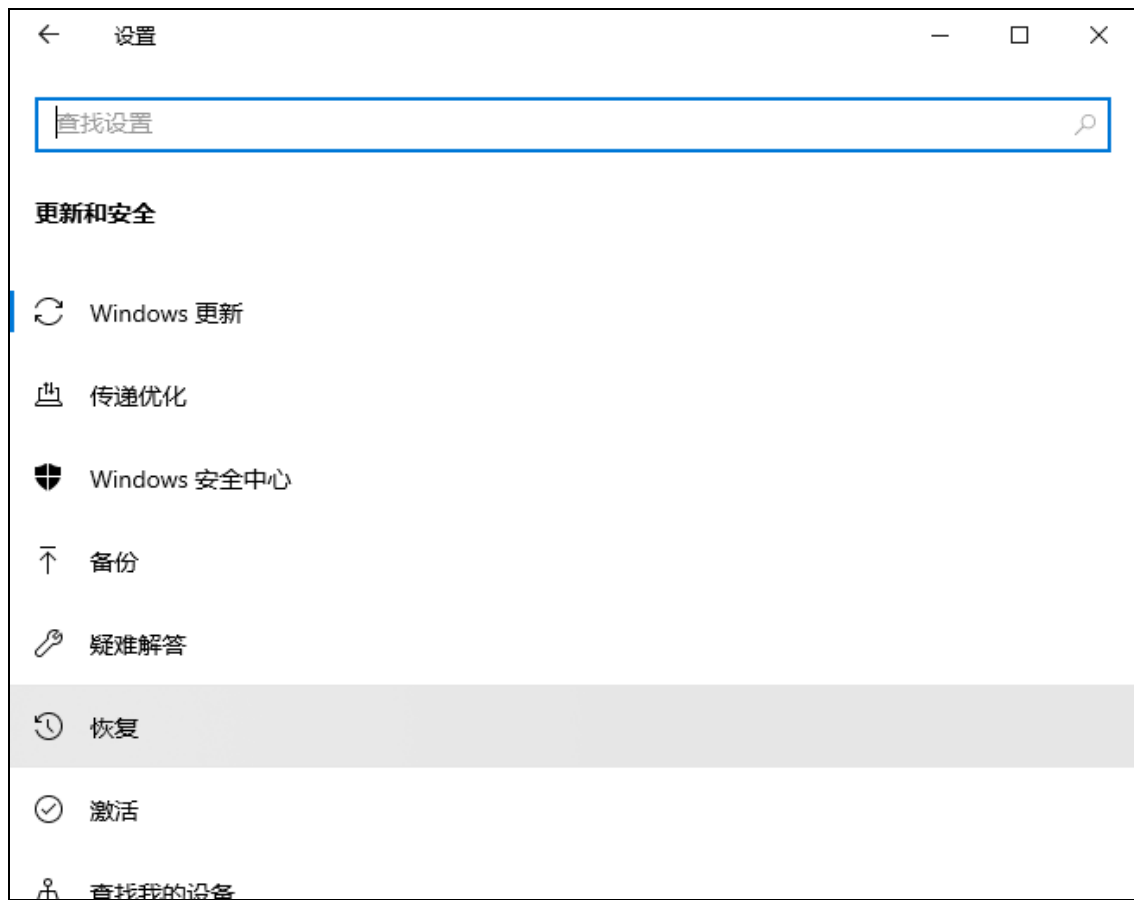 设置
查找设置
更新和安全
Windows 更新
传递优化
Windows 安全中心
备份
疑难解答
恢复
激活
查找我的设备